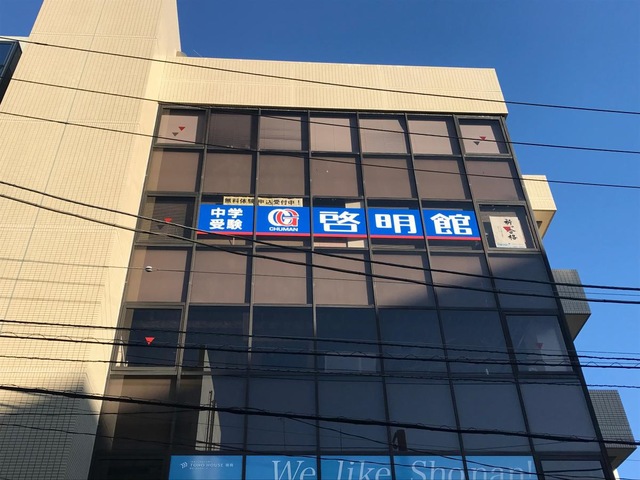 無料体験 申込受付中!
中学
受験
CHUMAN
啓明館
We like Shonan!